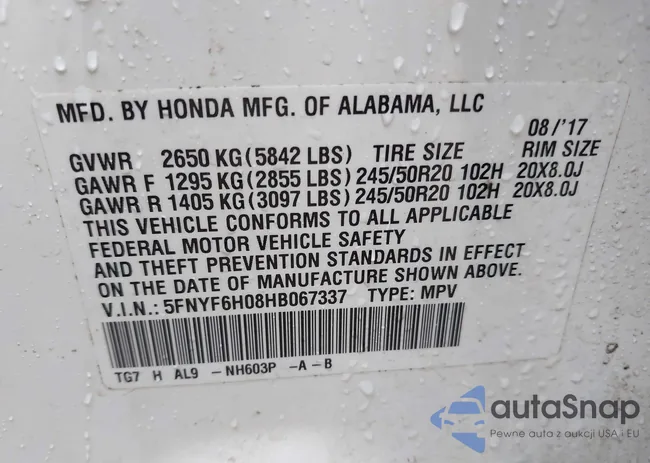 MFD. BY HONDA MFG. OF ALABAMA, LLC
08/'17
GVWR 2650 KG(5842 LBS) TIRE SIZE RIM SIZE
GAWR F 1295 KG(2855 LBS)245/50R20 102H 20X8.0J
GAWR R 1405 KG(3097 LBS)245/50R20 102H 20X8.0J
THIS VEHICLE CONFORMS TO ALL APPLICABLE
FEDERAL MOTOR VEHICLE SAFETY
AND THEFT PREVENTION STANDARDS IN EFFECT
ON THE DATE OF MANUFACTURE SHOWN ABOVE.
V.I.N.:5FNYF6H08HB067337 TYPE: MPV
TG7 H AL9 -NH603P -A-B
autaSnap
Pewne auta z aukcji USA i EU